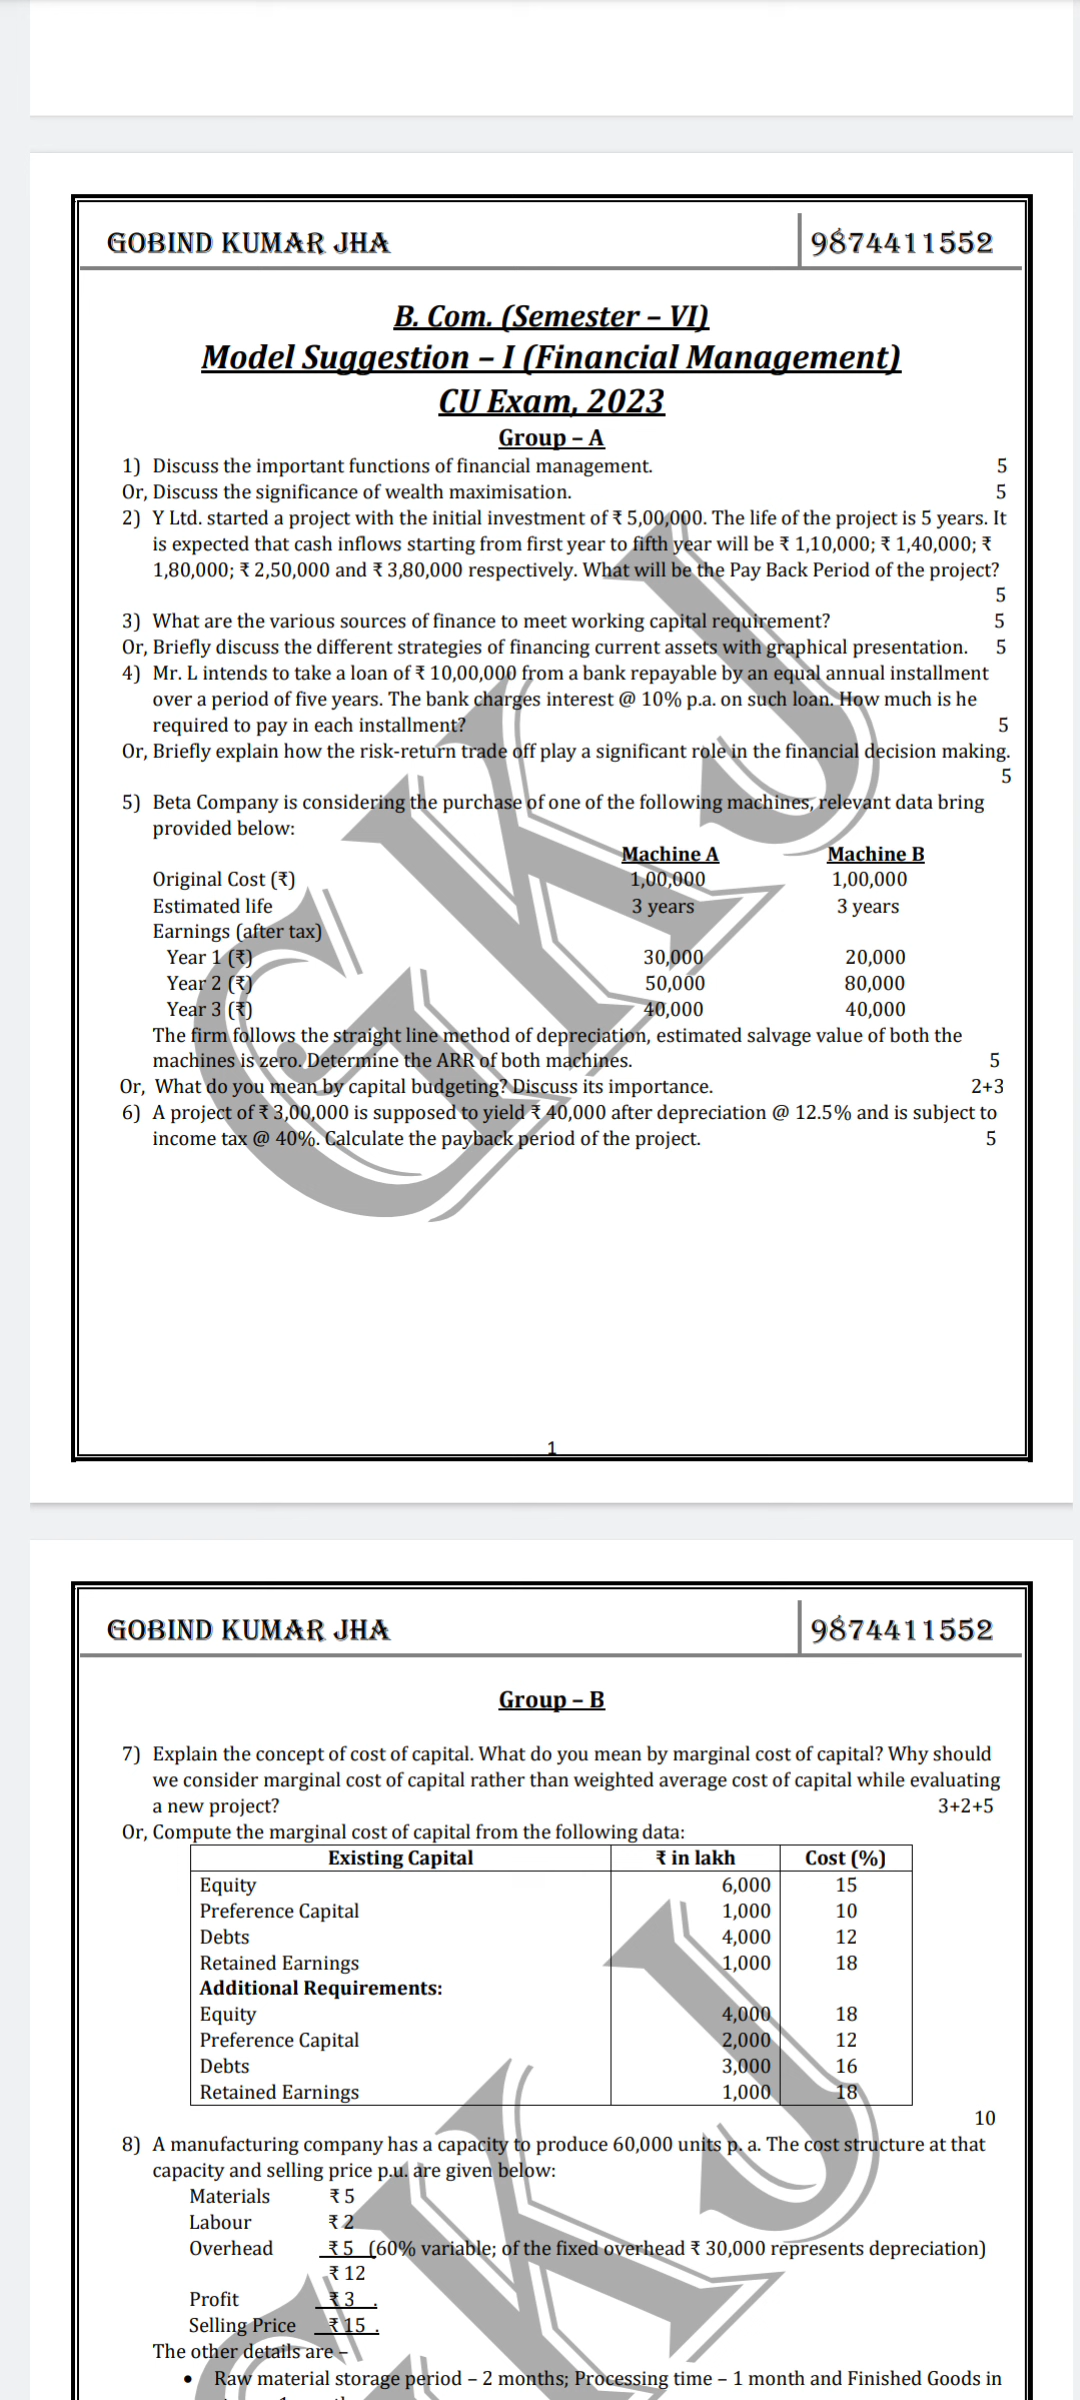 GOBIND KUMAR JHA 9874411552
B. Com. (Semester – VI)
Model Suggestion – I (Financial Management)
CU Exam, 2023
Group – A
1) Discuss the important functions of financial management. 5
Or, Discuss the significance of wealth maximisation. 5
2) Y Ltd. started a project with the initial investment of ₹ 5,00,000. The life of the project is 5 years. It
is expected that cash inflows starting from first year to fifth year will be ₹ 1,10,000; ₹ 1,40,000; ₹
1,80,000; ₹ 2,50,000 and ₹ 3,80,000 respectively. What will be the Pay Back Period of the project?
5
3) What are the various sources of finance to meet working capital requirement? 5
Or, Briefly discuss the different strategies of financing current assets with graphical presentation. 5
4) Mr. L intends to take a loan of ₹ 10,00,000 from a bank repayable by an equal annual installment
over a period of five years. The bank charges interest @ 10% p.a. on such loan. How much is he
required to pay in each installment? 5
Or, Briefly explain how the risk-return trade off play a significant role in the financial decision making.
5
5) Beta Company is considering the purchase of one of the following machines, relevant data bring
provided below:
Machine A Machine B
Original Cost (₹) 1,00,000 1,00,000
Estimated life 3 years 3 years
Earnings (after tax)
Year 1 (₹) 30,000 20,000
Year 2 (₹) 50,000 80,000
Year 3 (₹) 40,000 40,000
The firm follows the straight line method of depreciation, estimated salvage value of both the
machines is zero. Determine the ARR of both machines. 5
Or, What do you mean by capital budgeting? Discuss its importance. 2+3
6) A project of ₹ 3,00,000 is supposed to yield ₹ 40,000 after depreciation @ 12.5% and is subject to
income tax @ 40%. Calculate the payback period of the project. 5
GKJ
1
GOBIND KUMAR JHA 9874411552
Group – B
7) Explain the concept of cost of capital. What do you mean by marginal cost of capital? Why should
we consider marginal cost of capital rather than weighted average cost of capital while evaluating
a new project? 3+2+5
Or, Compute the marginal cost of capital from the following data:
Existing Capital ₹ in lakh Cost (%)
Equity 6,000 15
Preference Capital 1,000 10
Debts 4,000 12
Retained Earnings 1,000 18
Additional Requirements:
Equity 4,000 18
Preference Capital 2,000 12
Debts 3,000 16
Retained Earnings 1,000 18
10
8) A manufacturing company has a capacity to produce 60,000 units p. a. The cost structure at that
capacity and selling price p.u. are given below:
Materials ₹ 5
Labour ₹ 2
Overhead ₹ 5 (60% variable; of the fixed overhead ₹ 30,000 represents depreciation)
₹ 12
Profit ₹ 3 .
Selling Price ₹ 15 .
The other details are –
• Raw material storage period – 2 months; Processing time – 1 month and Finished Goods in
GKJ